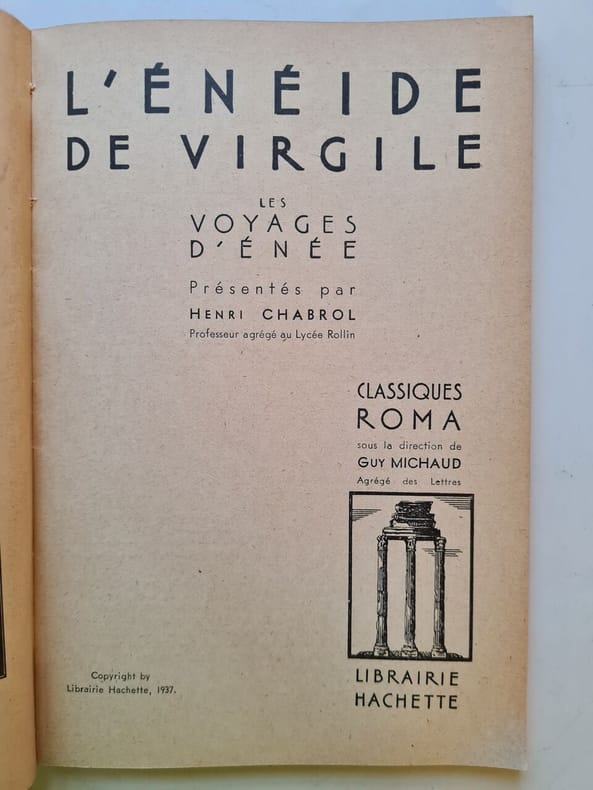 L'ÉNÉIDE
DE VIRGILE
LES
VOYAGES
D'ÉNÉE
Présentés par
HENRI CHABROL
Professeur agrégé au Lycée Rollin
CLASSIQUES
ROMA
sous la direction de
GUY MICHAUD
Agrégé des Lettres
LIBRAIRIE
HACHETTE
Copyright by
Librairie Hachette, 1937.